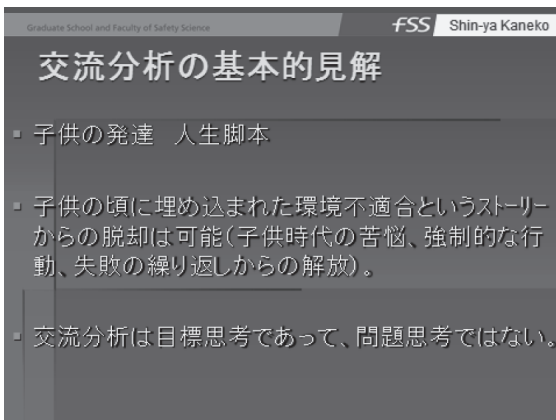 Graduate School and Faculty of Safety Science
FSS Shin-ya Kaneko
交流分析の基本的見解
▪ 子供の発達　人生脚本
▪ 子供の頃に埋め込まれた環境不適合というストーリー
からの脱却は可能(子供時代の苦悩、強制的な行
動、失敗の繰り返しからの解放)。
▪ 交流分析は目標思考であって、問題思考ではない。